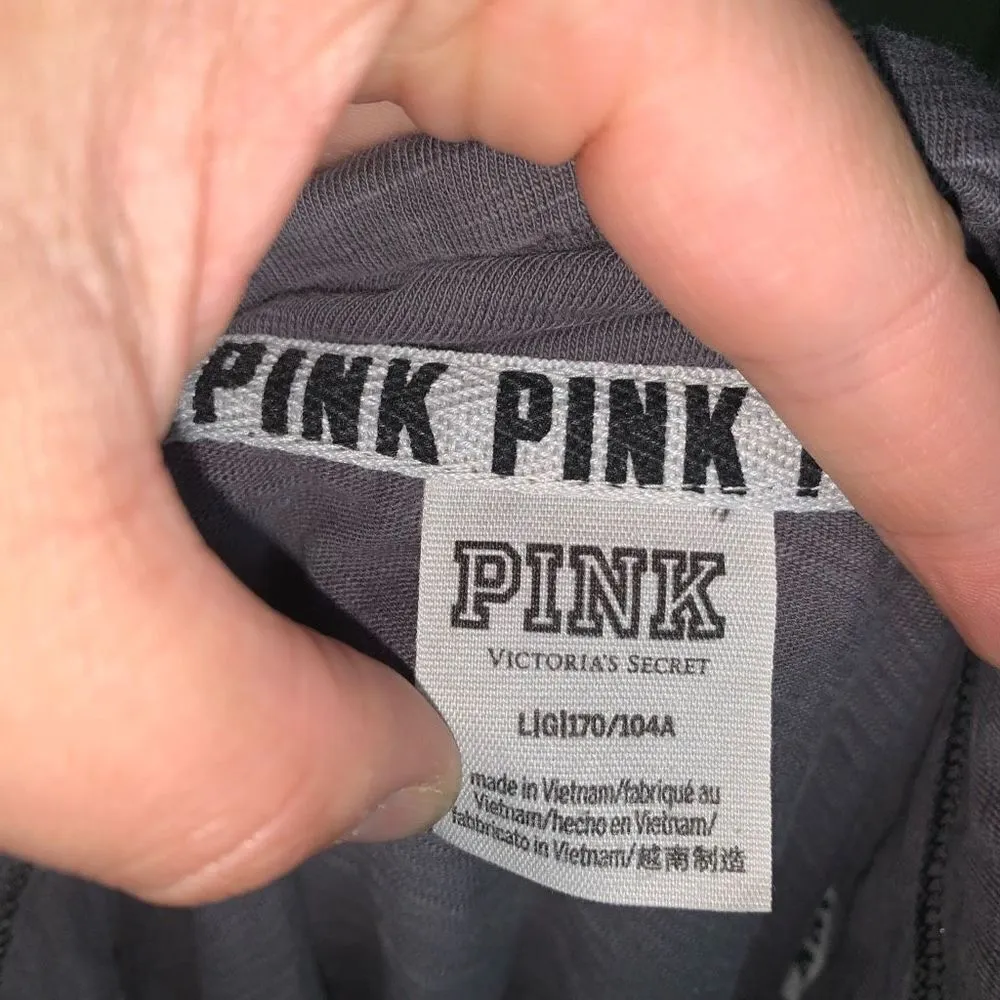 PINK PINK
PINK
VICTORIA'S SECRET
L|G|170/104A
made in Vietnam/fabriqué au
Vietnam/hecho en Vietnam/
fabbricato in Vietnam/越南制造